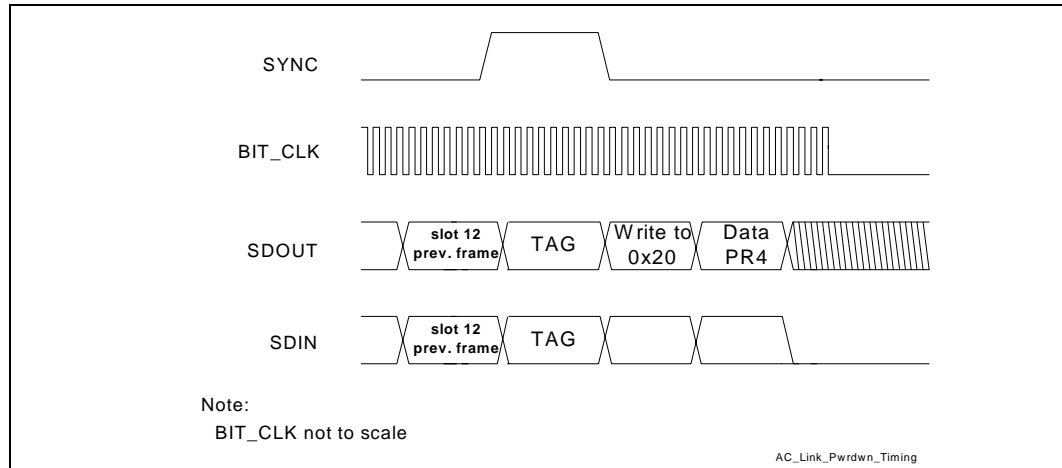 SYNC
BIT_CLK
SDOUT
slot 12
prev. frame
TAG
Write to
0x20
Data
PR4
SDIN
slot 12
prev. frame
TAG
Note:
BIT_CLK not to scale
AC_Link_Pwrdwn_Timing